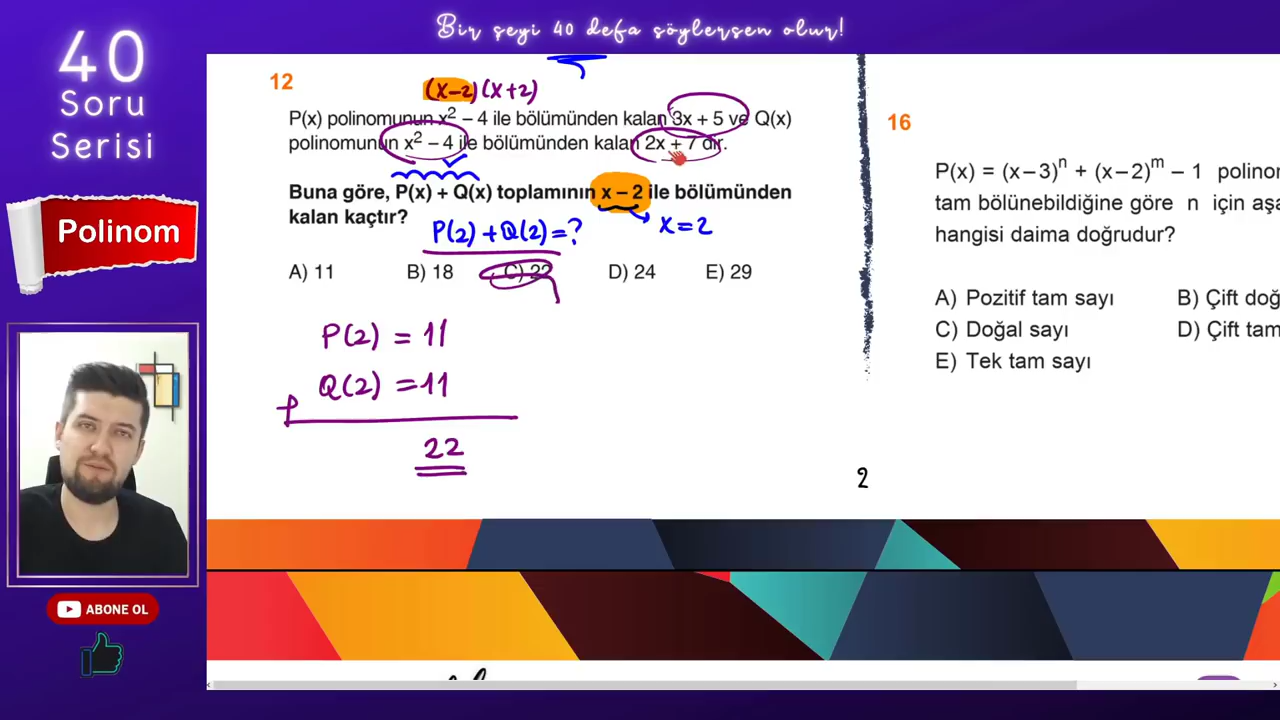 Bir şeyi 40 defa söylersen olur!
40
Soru
Serisi
Polinom
ABONE OL
12
(x-2)(x+2)
P(x) polinomunun x² – 4 ile bölümünden kalan 3x + 5 ve Q(x)
polinomunun x² – 4 ile bölümünden kalan 2x + 7 dir.
Buna göre, P(x) + Q(x) toplamının x – 2 ile bölümünden
kalan kaçtır?
P(2) + Q(2) = ?
x = 2
A) 11 B) 18 C) 22 D) 24 E) 29
P(2) = 11
Q(2) = 11
+
22
16
P(x) = (x–3)ⁿ + (x–2)ᵐ – 1 polinom
tam bölünebildiğine göre n için aşa
hangisi daima doğrudur?
A) Pozitif tam sayı B) Çift doğ
C) Doğal sayı D) Çift tam
E) Tek tam sayı
2